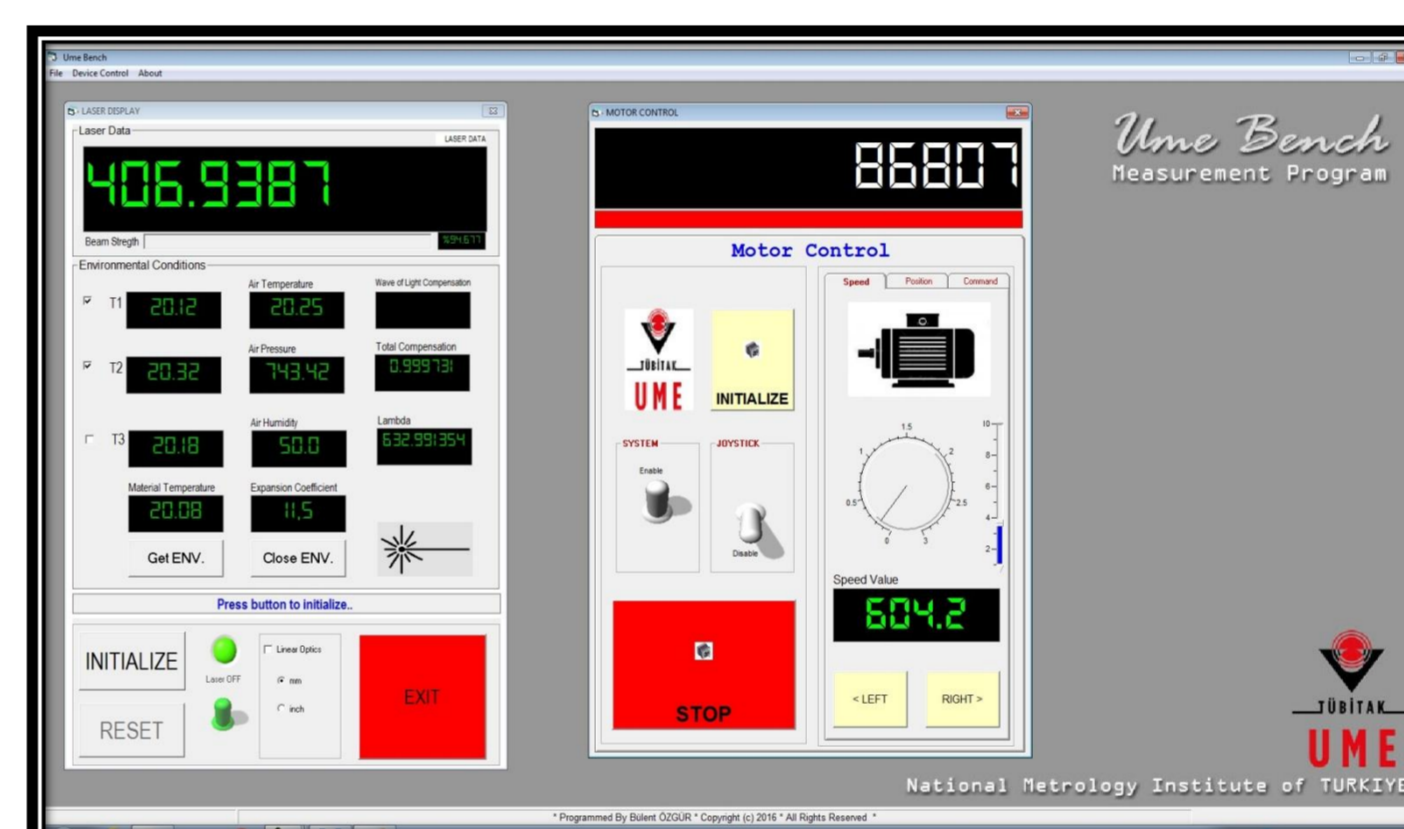 Ume Bench
File Device Control About
LASER DISPLAY
Laser Data
LASER DATA
406.9387
Beam Stregth
%94.677
Environmental Conditions
Air Temperature
Wave of Light Compensation
T1 20.12 20.25
Air Pressure
Total Compensation
T2 20.32 743.42 0.999731
Air Humidity
Lambda
T3 20.18 50.0 632.991354
Material Temperature
Expansion Coefficient
20.08 11,5
Get ENV.
Close ENV.
Press button to initialize..
INITIALIZE
Laser OFF
RESET
Linear Optics
mm
inch
EXIT
MOTOR CONTROL
86807
Motor Control
TÜBİTAK
UME
INITIALIZE
SYSTEM
Enable
JOYSTICK
Disable
STOP
Speed Position Command
0 0.5 1 1.5 2 2.5 3
10
8
6
4
2
Speed Value
604.2
< LEFT
RIGHT >
Ume Bench
Measurement Program
TÜBİTAK
UME
National Metrology Institute of TURKIYE
* Programmed By Bülent ÖZGÜR * Copyright (c) 2016 * All Rights Reserved *